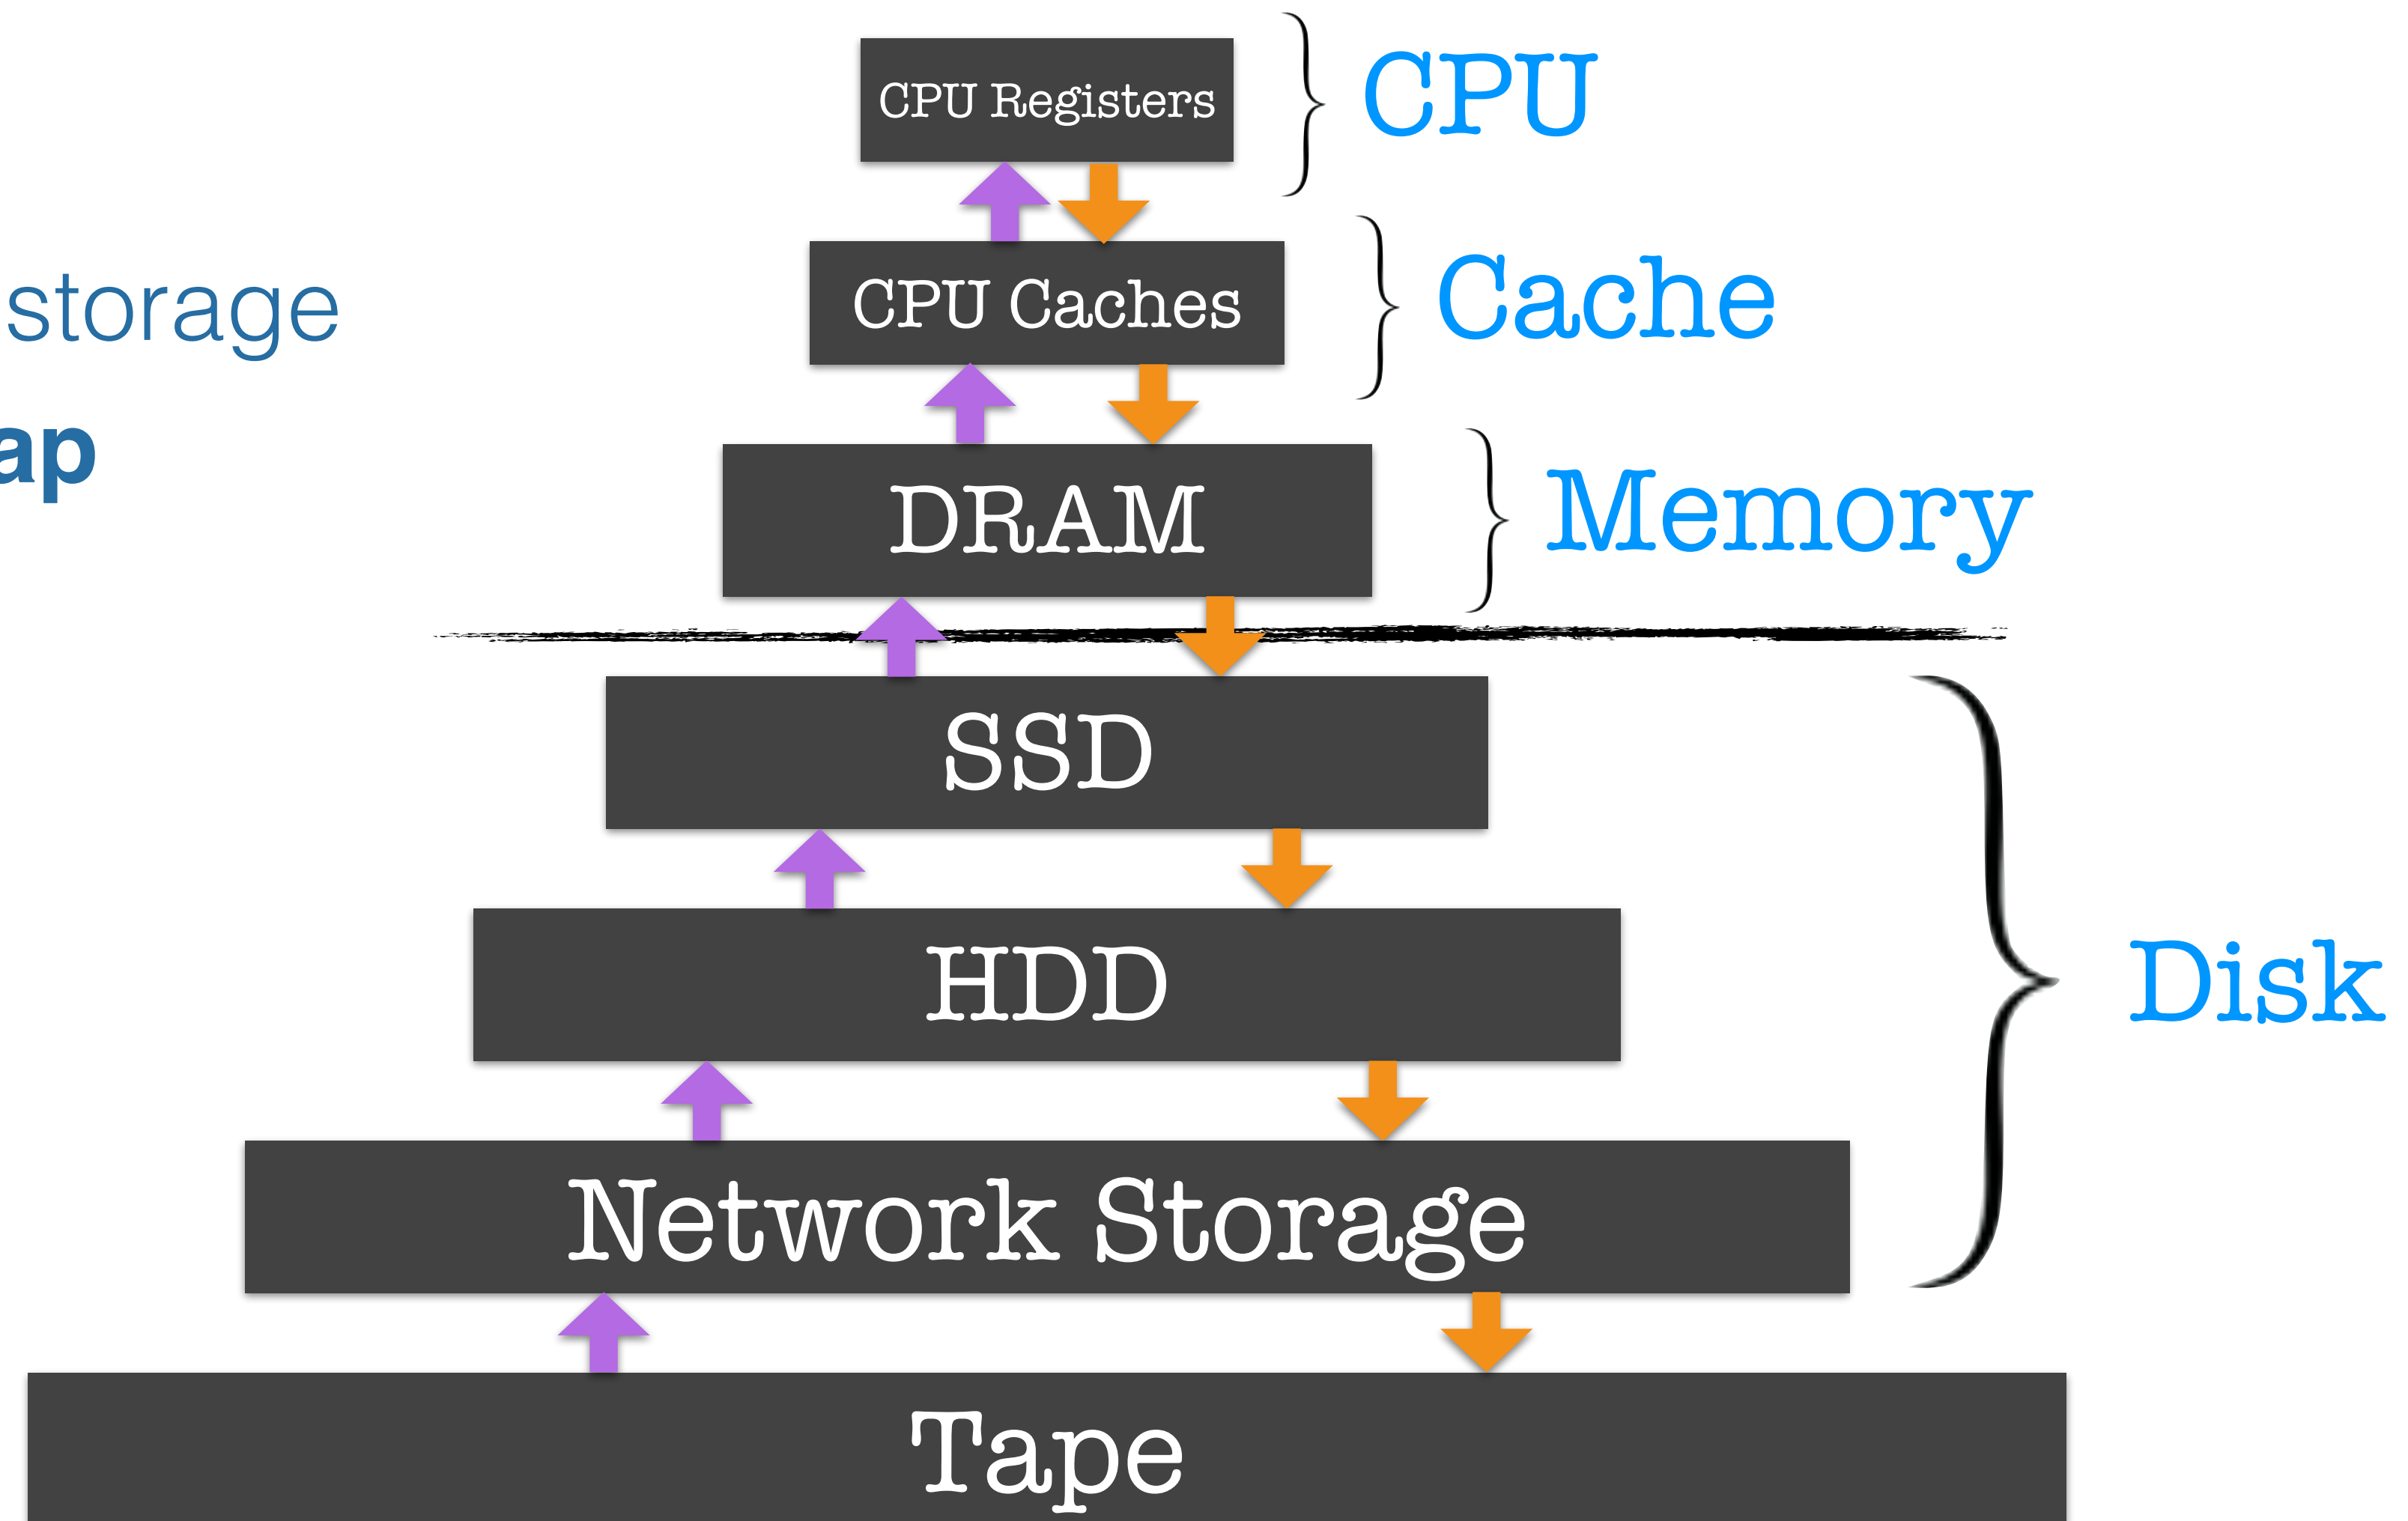 CPU Registers
CPU
storage
CPU Caches
Cache
ap
DRAM
Memory
SSD
HDD
Disk
Network Storage
Tape